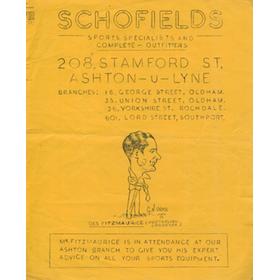 SCHOFIELDS
SPORTS SPECIALISTS AND
COMPLETE - OUTFITTERS
208, STAMFORD ST,
ASHTON-U-LYNE
BRANCHES: 16, GEORGE STREET, OLDHAM.
35, UNION STREET, OLDHAM.
26, YORKSHIRE ST, ROCHDALE.
601, LORD STREET, SOUTHPORT.
DES FITZMAURICE
MR. FITZMAURICE IS IN ATTENDANCE AT OUR
ASHTON BRANCH TO GIVE YOU HIS EXPERT
ADVICE ON ALL YOUR SPORTS EQUIPMENT.